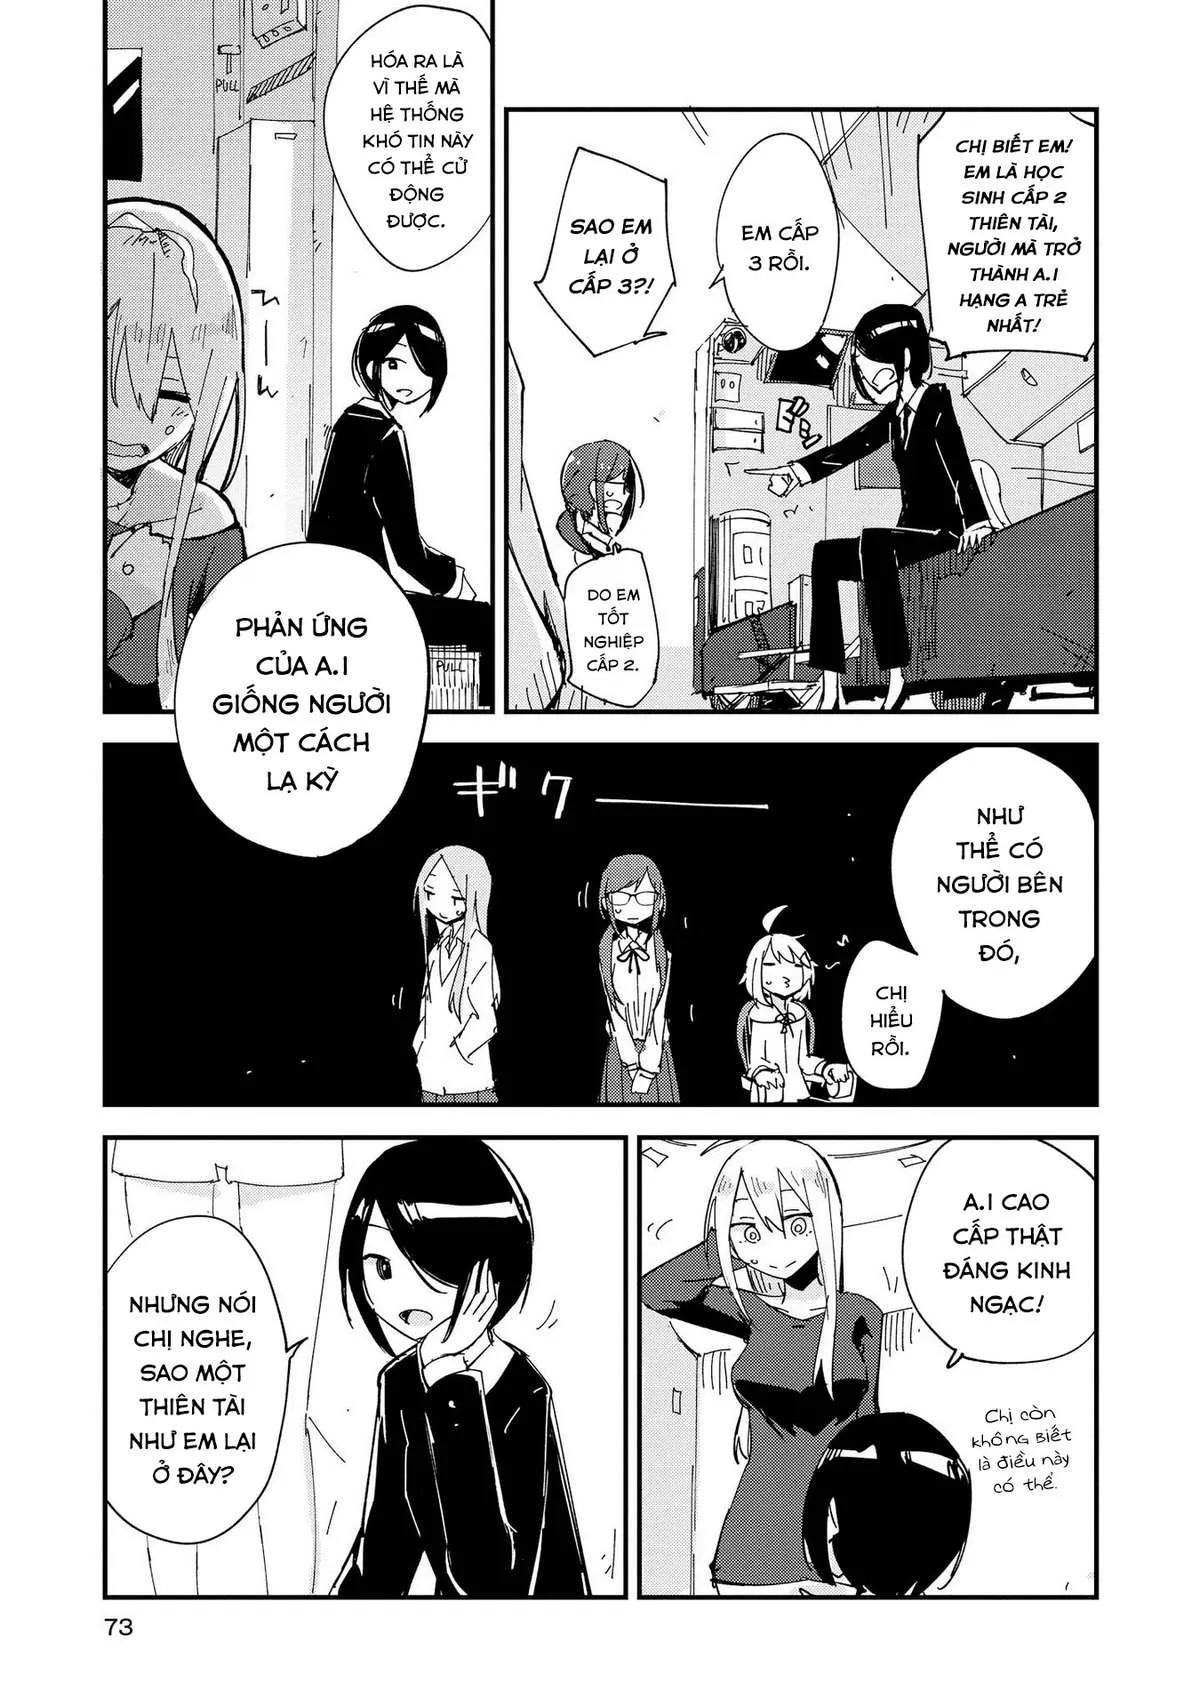 CHỊ BIẾT EM!
EM LÀ HỌC
SINH CẤP 2
THIÊN TÀI,
NGƯỜI MÀ TRỞ
THÀNH A.I
HẠNG A TRẺ
NHẤT!
EM CẤP
3 RỒI.
SAO EM
LẠI Ở
CẤP 3?!
DO EM
TỐT
NGHIỆP
CẤP 2.
HÓA RA LÀ
VÌ THẾ MÀ
HỆ THỐNG
KHÓ TIN NÀY
CÓ THỂ CỬ
ĐỘNG
ĐƯỢC.
PULL
PULL
PHẢN ỨNG
CỦA A.I
GIỐNG NGƯỜI
MỘT CÁCH
LẠ KỲ
NHƯ
THỂ CÓ
NGƯỜI BÊN
TRONG
ĐÓ,
CHỊ
HIỂU
RỒI.
ギクー
A.I CAO
CẤP THẬT
ĐÁNG KINH
NGẠC!
Chị còn
không biết
là điều này
có thể.
NHƯNG NÓI
CHỊ NGHE,
SAO MỘT
THIÊN TÀI
NHƯ EM LẠI
Ở ĐÂY?
73